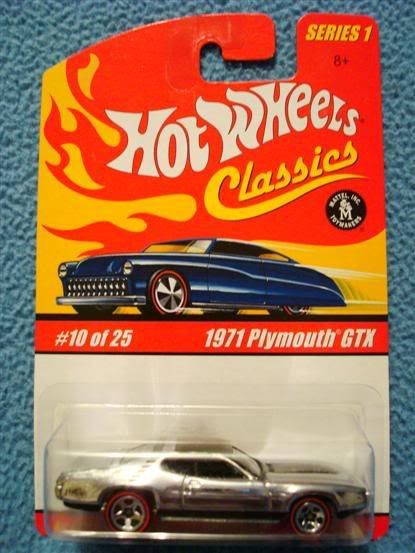 SERIES 1
8+
Hot Wheels
Classics
MATTEL, INC.
M
TOYMAKERS
#10 of 25
1971 Plymouth® GTX